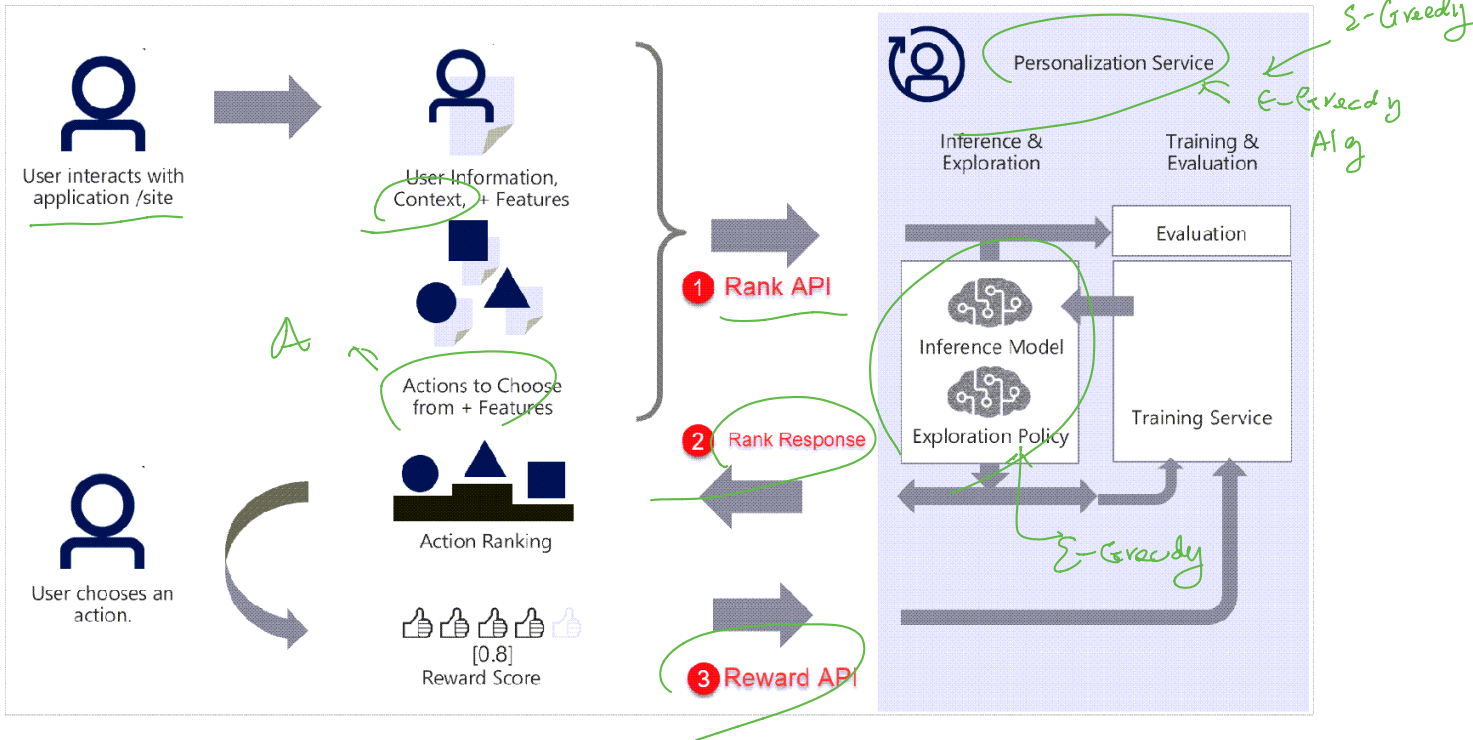 ε-Greedy
Personalization Service
ε-Greedy
Alg
Inference &
Exploration
Training &
Evaluation
User interacts with
application /site
User Information,
Context, + Features
Evaluation
1 Rank API
Inference Model
A
Actions to Choose
from + Features
Training Service
2 Rank Response
Exploration Policy
Action Ranking
ε-Greedy
User chooses an
action.
[0.8]
Reward Score
3 Reward API